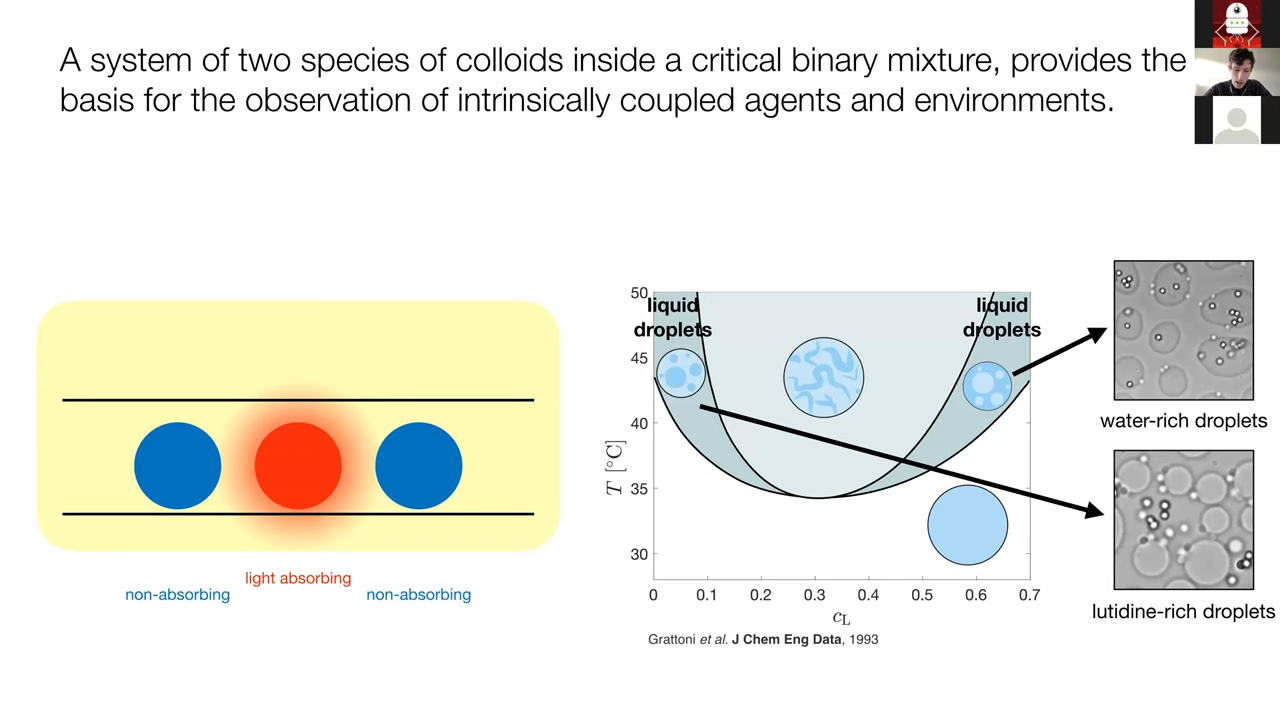 A system of two species of colloids inside a critical binary mixture, provides the
basis for the observation of intrinsically coupled agents and environments.
light absorbing
non-absorbing
non-absorbing
50
45
40
35
30
T [°C]
liquid
droplets
liquid
droplets
0 0.1 0.2 0.3 0.4 0.5 0.6 0.7
cL
Grattoni et al. J Chem Eng Data, 1993
water-rich droplets
lutidine-rich droplets